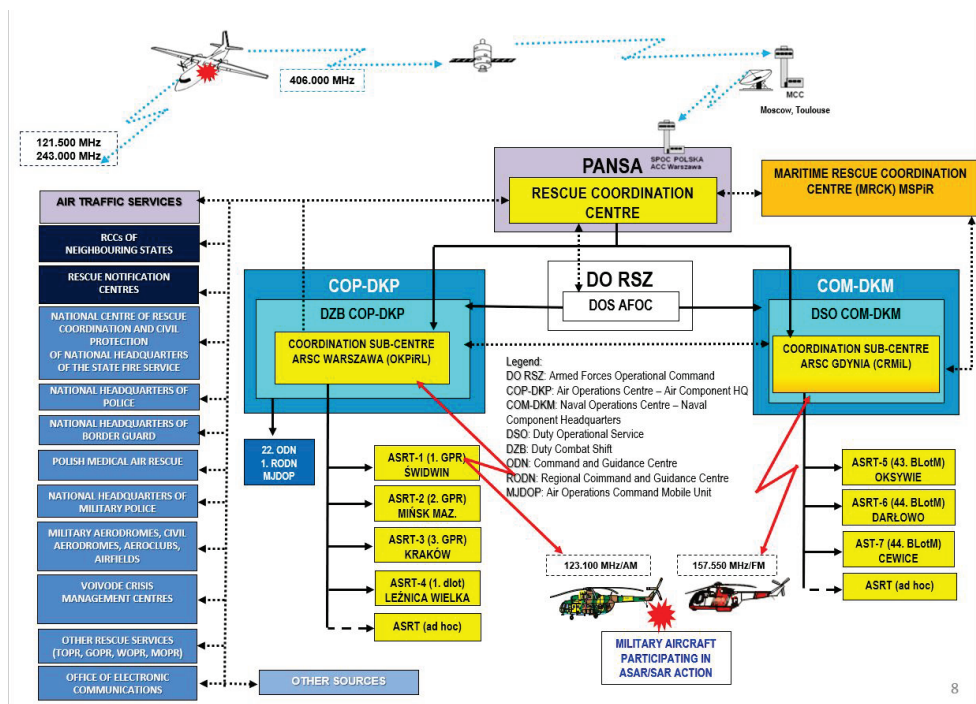 406.000 MHz
MCC
Moscow, Toulouse
121.500 MHz
243.000 MHz
SPOC POLSKA
ACC Warszawa
PANSA
RESCUE COORDINATION
CENTRE
MARITIME RESCUE COORDINATION
CENTRE (MRCK) MSPiR
AIR TRAFFIC SERVICES
RCCs OF
NEIGHBOURING STATES
RESCUE NOTIFICATION
CENTRES
NATIONAL CENTRE OF RESCUE
COORDINATION AND CIVIL
PROTECTION
OF NATIONAL HEADQUARTERS
OF THE STATE FIRE SERVICE
NATIONAL HEADQUARTERS OF
POLICE
NATIONAL HEADQUARTERS OF
BORDER GUARD
POLISH MEDICAL AIR RESCUE
NATIONAL HEADQUARTERS OF
MILITARY POLICE
MILITARY AERODROMES, CIVIL
AERODROMES, AEROCLUBS,
AIRFIELDS
VOIVODE CRISIS
MANAGEMENT CENTRES
OTHER RESCUE SERVICES
(TOPR, GOPR, WOPR, MOPR)
OFFICE OF ELECTRONIC
COMMUNICATIONS
OTHER SOURCES
COP-DKP
DZB COP-DKP
COORDINATION SUB-CENTRE
ARSC WARSZAWA (OKPiRL)
22. ODN
1. RODN
MJDOP
ASRT-1 (1. GPR)
ŚWIDWIN
ASRT-2 (2. GPR)
MIŃSK MAZ.
ASRT-3 (3. GPR)
KRAKÓW
ASRT-4 (1. dlot)
LEŹNICA WIELKA
ASRT (ad hoc)
DO RSZ
DOS AFOC
Legend:
DO RSZ: Armed Forces Operational Command
COP-DKP: Air Operations Centre – Air Component HQ
COM-DKM: Naval Operations Centre – Naval
Component Headquarters
DSO: Duty Operational Service
DZB: Duty Combat Shift
ODN: Command and Guidance Centre
RODN: Regional Coimmand and Guidance Centre
MJDOP: Air Operations Command Mobile Unit
COM-DKM
DSO COM-DKM
COORDINATION SUB-CENTRE
ARSC GDYNIA (CRMiL)
ASRT-5 (43. BLotM)
OKSYWIE
ASRT-6 (44. BLotM)
DARŁOWO
AST-7 (44. BLotM)
CEWICE
ASRT (ad hoc)
123.100 MHz/AM
157.550 MHz/FM
MILITARY AIRCRAFT
PARTICIPATING IN
ASAR/SAR ACTION
8